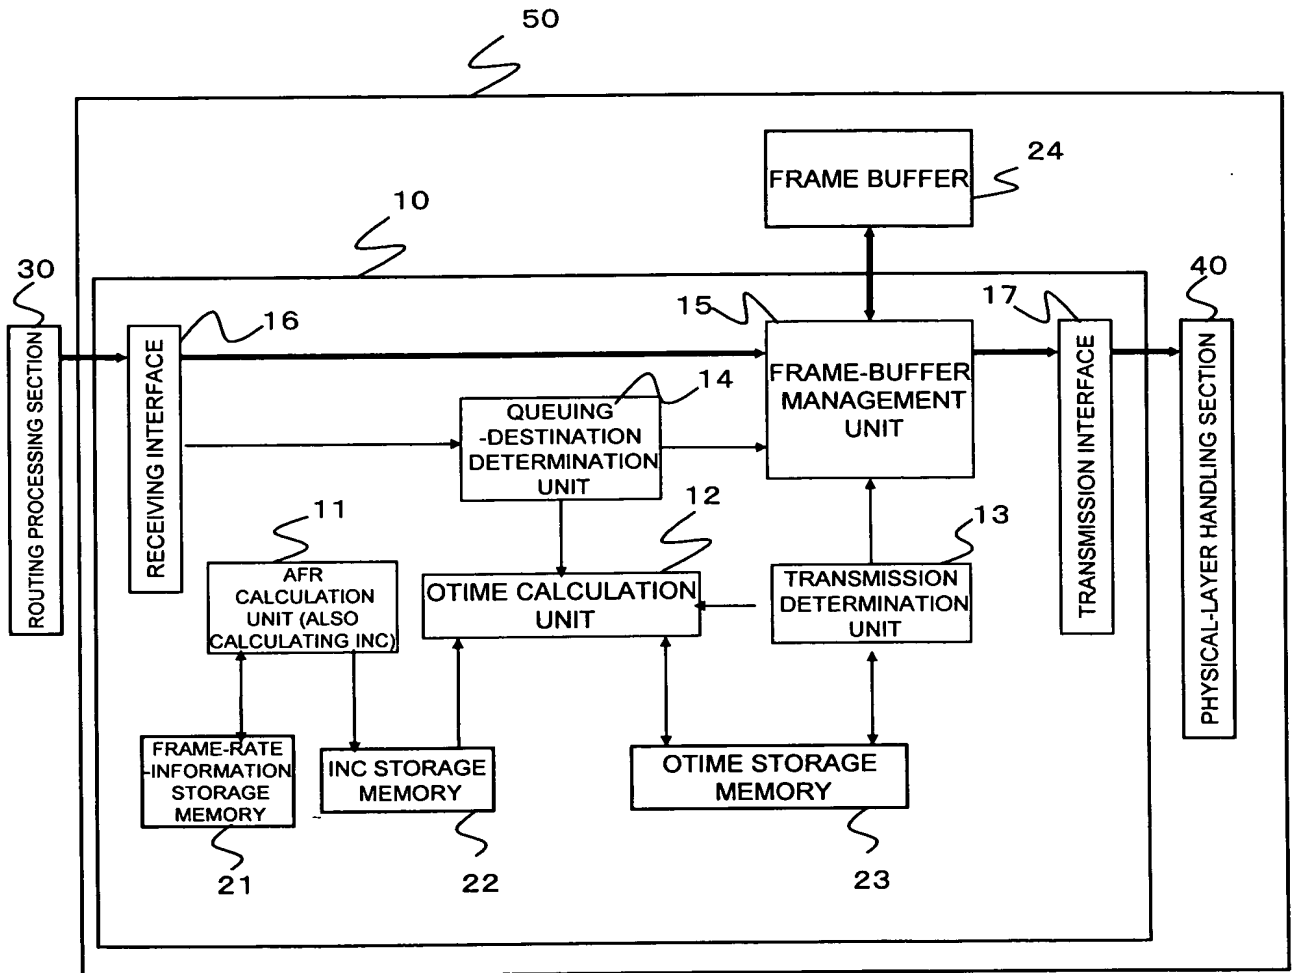 50
FRAME BUFFER
24
10
30
16
15
17
40
ROUTING PROCESSING SECTION
RECEIVING INTERFACE
FRAME-BUFFER
MANAGEMENT
UNIT
TRANSMISSION INTERFACE
PHYSICAL-LAYER HANDLING SECTION
14
QUEUING
-DESTINATION
DETERMINATION
UNIT
11
12
13
AFR
CALCULATION
UNIT (ALSO
CALCULATING INC)
OTIME CALCULATION
UNIT
TRANSMISSION
DETERMINATION
UNIT
FRAME-RATE
-INFORMATION
STORAGE
MEMORY
INC STORAGE
MEMORY
OTIME STORAGE
MEMORY
21
22
23